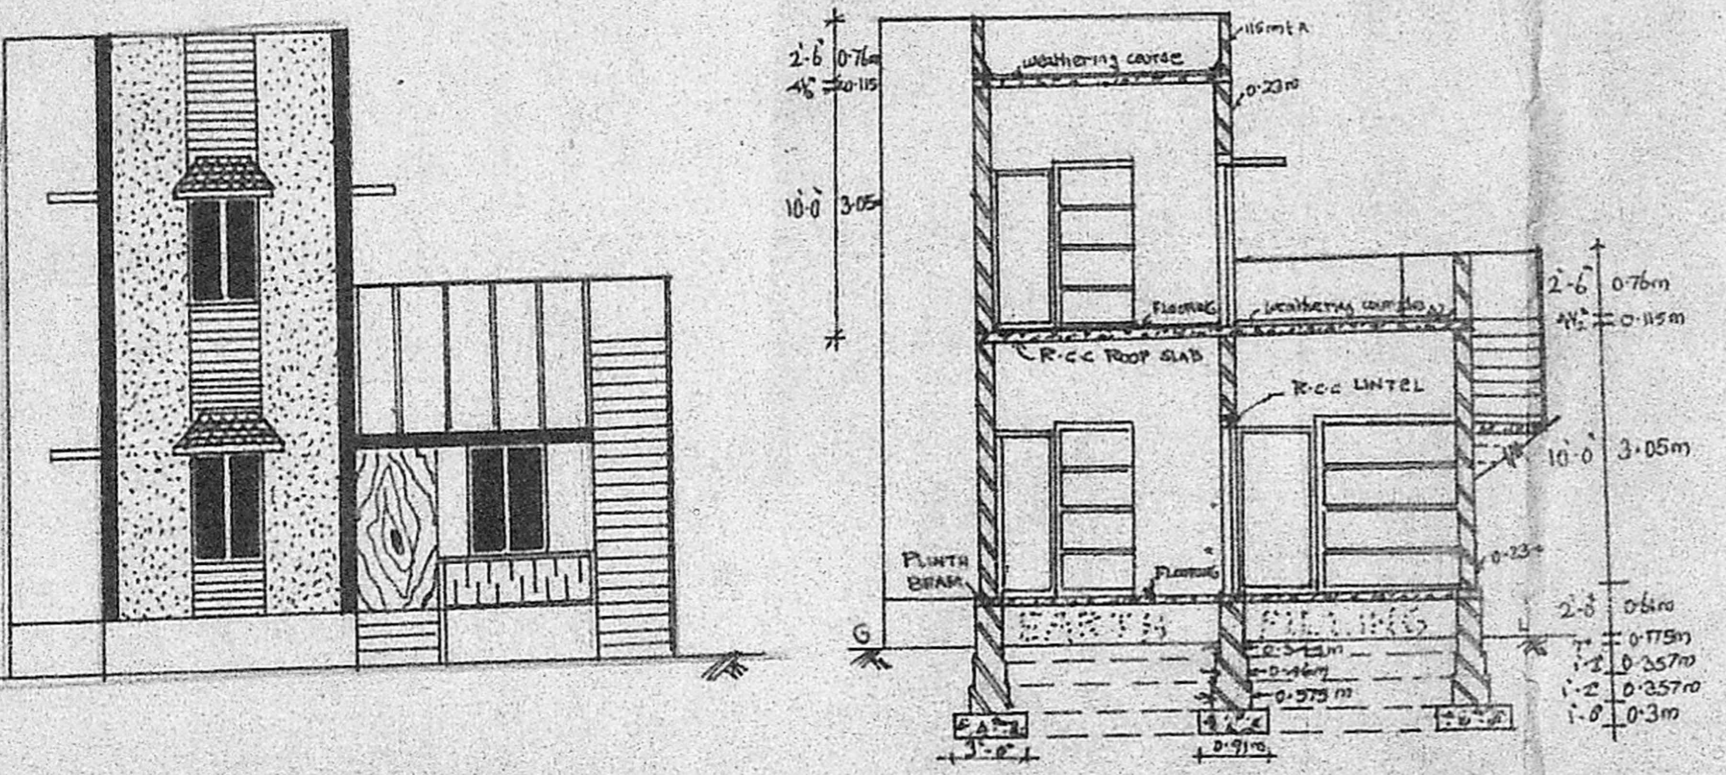 115mt R
2'-6" 0.76m
weathering course
4½" 0.115
0.23m
10'-0" 3.05
2'-6" 0.76m
FLOORING
weathering course
4½" 0.115m
R.C.C ROOF SLAB
R.C.C LINTEL
10'-0" 3.05m
0.23
PLINTH
BEAM
FLOORING
2'-0" 0.61m
EARTH FILLING
G
L
0.175m
0.46m
1'-2" 0.357m
0.575 m
1'-2" 0.357m
1'-0" 0.3m
3'-0"
0.91m